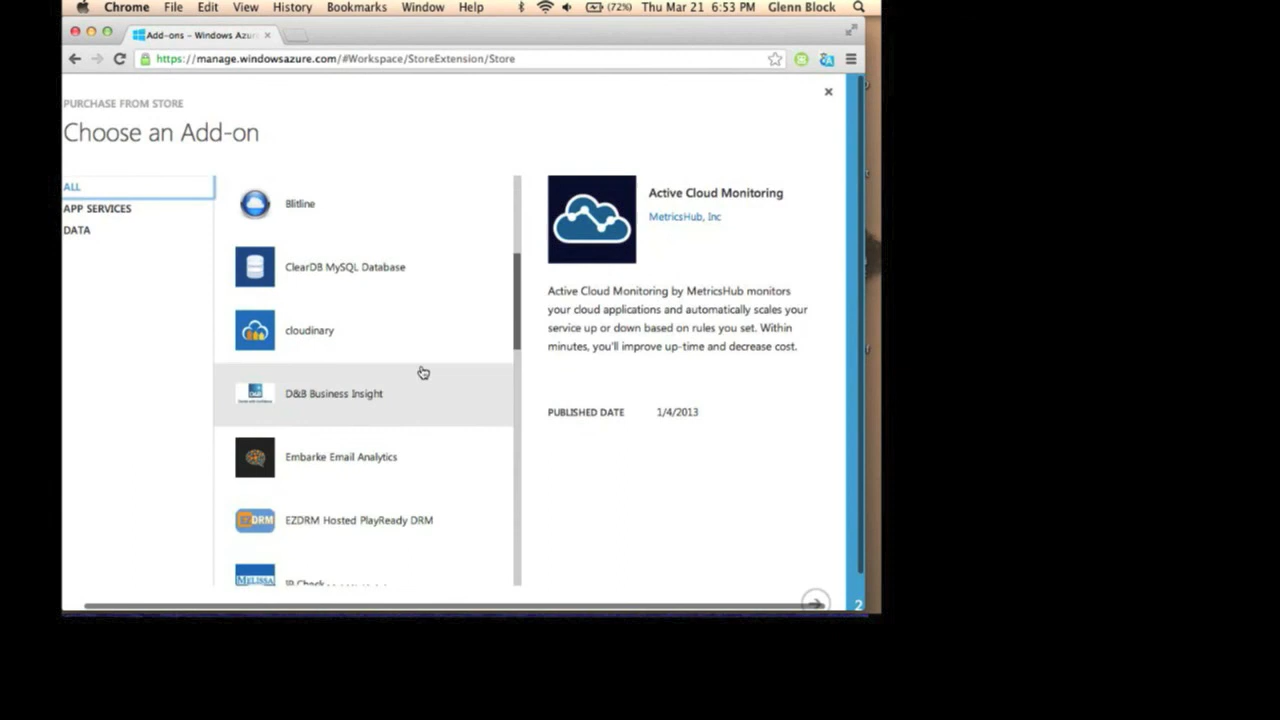 Chrome File Edit View History Bookmarks Window Help (72%) Thu Mar 21 6:53 PM Glenn Block
Add-ons - Windows Azur
https://manage.windowsazure.com/#Workspace/StoreExtension/Store
PURCHASE FROM STORE
Choose an Add-on
ALL
APP SERVICES
DATA
Blitline
ClearDB MySQL Database
cloudinary
D&B Business Insight
Embarke Email Analytics
EZDRM
EZDRM Hosted PlayReady DRM
MELISSA
IP Check
Active Cloud Monitoring
MetricsHub, Inc
Active Cloud Monitoring by MetricsHub monitors
your cloud applications and automatically scales your
service up or down based on rules you set. Within
minutes, you'll improve up-time and decrease cost.
PUBLISHED DATE 1/4/2013
2